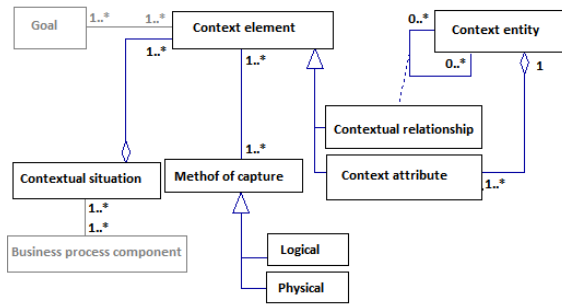 Goal
1..*
1..*
Context element
1..*
1..*
0..*
Context entity
0..*
1
Contextual relationship
1..*
Methof of capture
Context attribute
1..*
Contextual situation
1..*
1..*
Business process component
Logical
Physical